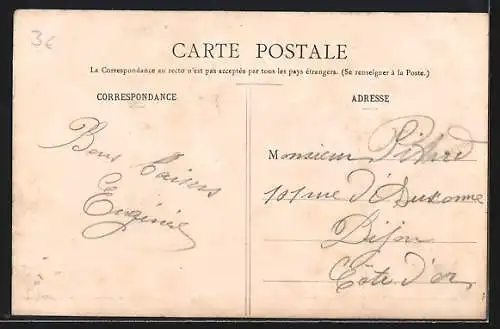 3€
CARTE POSTALE
La Correspondance au recto n'est pas acceptée par tous les pays étrangers. (Se renseigner à la Poste.)
CORRESPONDANCE
Bons baisers
Eugénie
ADRESSE
Monsieur
101 rue d'Auxonne
Dijon
Côte d'or